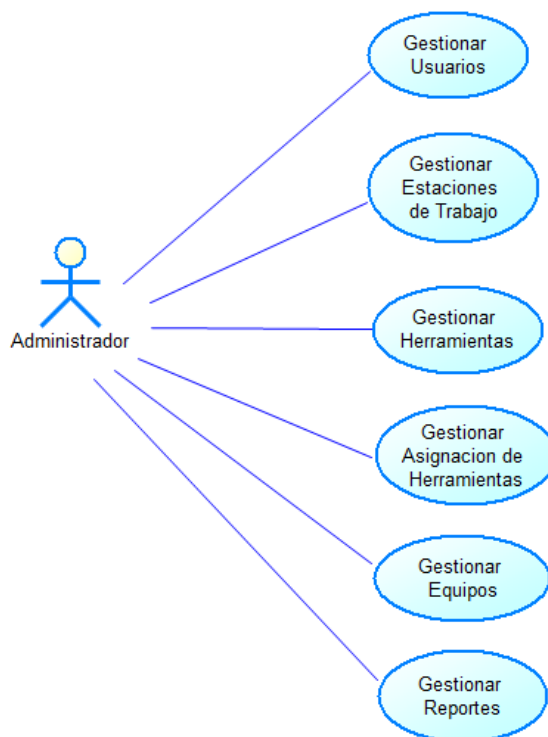 Gestionar
Usuarios
Gestionar
Estaciones
de Trabajo
Administrador
Gestionar
Herramientas
Gestionar
Asignacion de
Herramientas
Gestionar
Equipos
Gestionar
Reportes